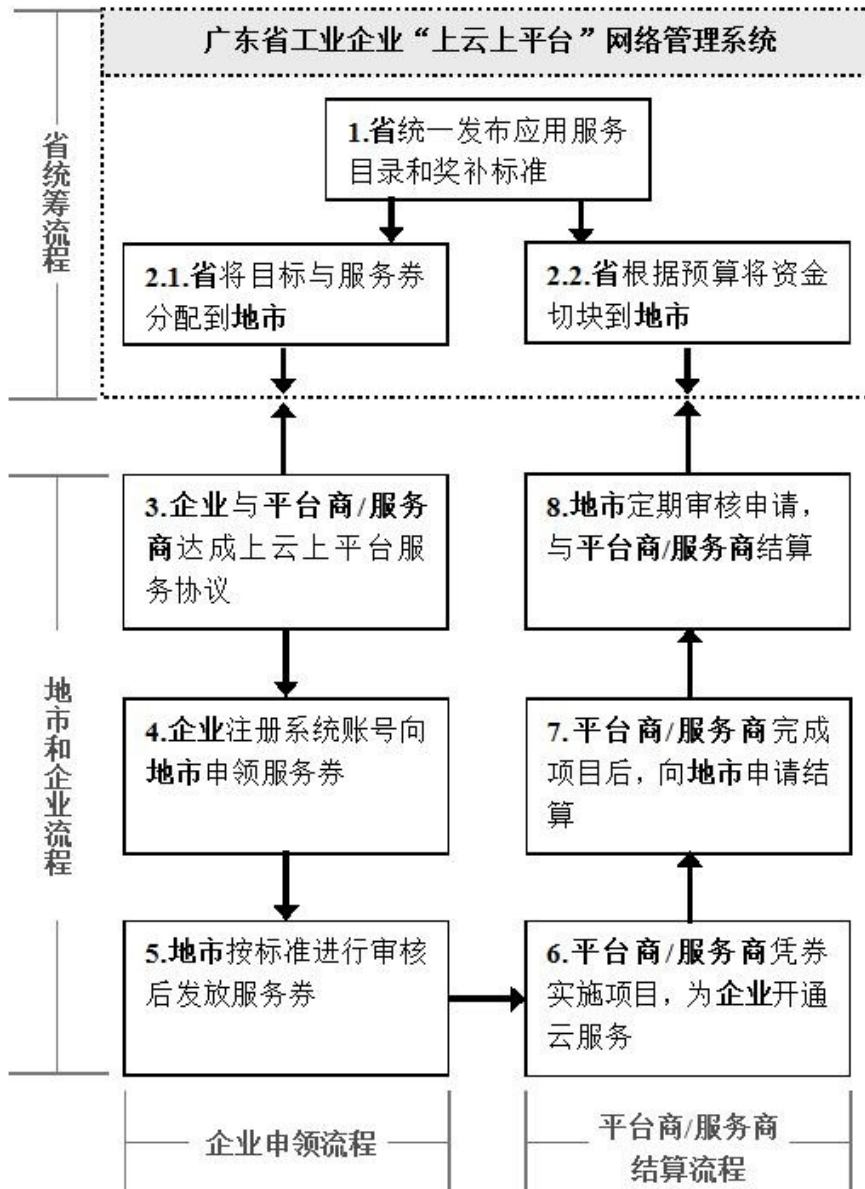 广东省工业企业“上云上平台”网络管理系统
省统筹流程
1.省统一发布应用服务
目录和奖补标准
2.1.省将目标与服务券
分配到地市
2.2.省根据预算将资金
切块到地市
地市和企业流程
3.企业与平台商/服务
商达成上云上平台服
务协议
8.地市定期审核申请，
与平台商/服务商结算
4.企业注册系统账号向
地市申领服务券
7.平台商/服务商完成
项目后，向地市申请结
算
5.地市按标准进行审核
后发放服务券
6.平台商/服务商凭券
实施项目，为企业开通
云服务
企业申领流程
平台商/服务商
结算流程